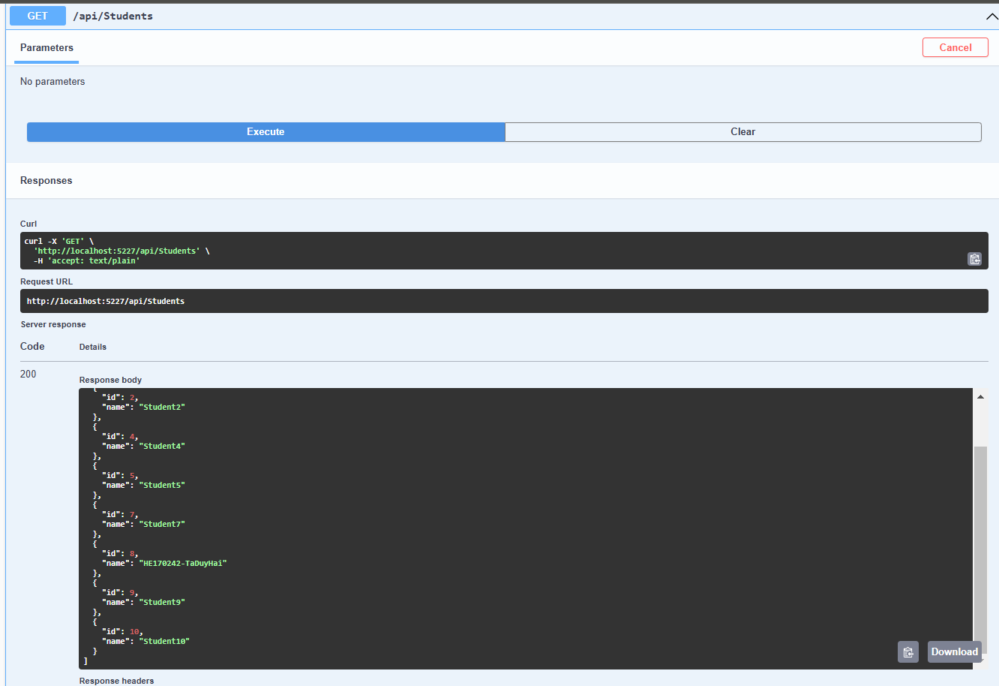 GET /api/Students
Parameters
Cancel
No parameters
Execute
Clear
Responses
Curl
curl -X 'GET' \
'http://localhost:5227/api/Students' \
-H 'accept: text/plain'
Request URL
http://localhost:5227/api/Students
Server response
Code Details
200
Response body
{
"id": 2,
"name": "Student2"
},
{
"id": 4,
"name": "Student4"
},
{
"id": 5,
"name": "Student5"
},
{
"id": 7,
"name": "Student7"
},
{
"id": 8,
"name": "HE170242-TaDuyHai"
},
{
"id": 9,
"name": "Student9"
},
{
"id": 10,
"name": "Student10"
}
]
Download
Response headers